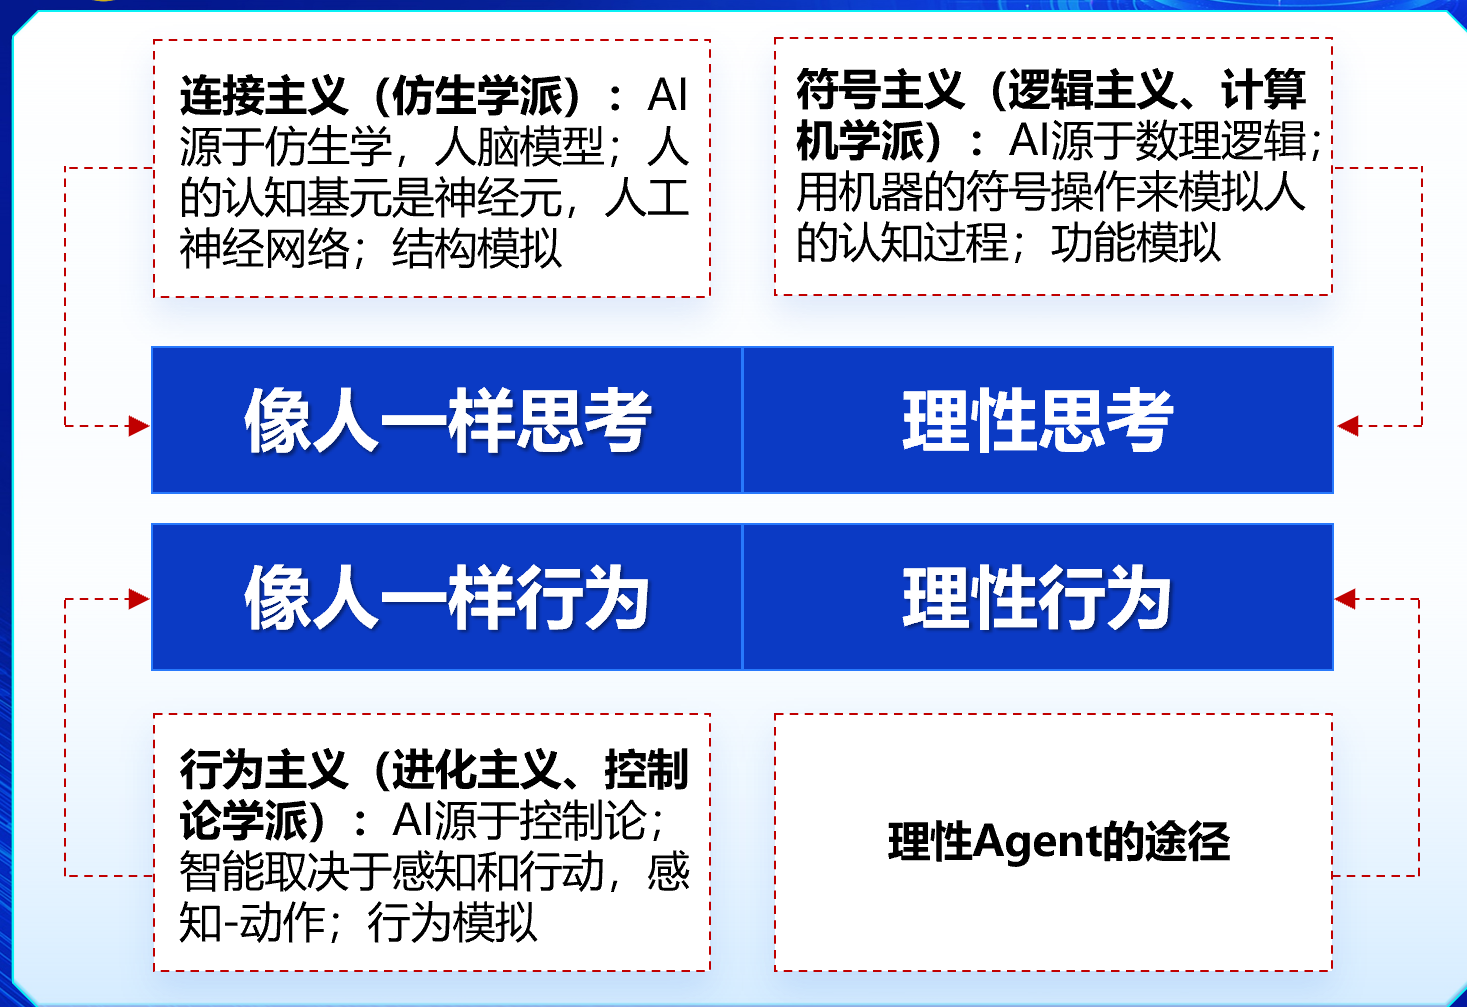 连接主义（仿生学派）：AI
源于仿生学，人脑模型；人
的认知基元是神经元，人工
神经网络；结构模拟
符号主义（逻辑主义、计算
机学派）：AI源于数理逻辑；
用机器的符号操作来模拟人
的认知过程；功能模拟
像人一样思考
理性思考
像人一样行为
理性行为
行为主义（进化主义、控制
论学派）：AI源于控制论；
智能取决于感知和行动，感
知-动作；行为模拟
理性Agent的途径